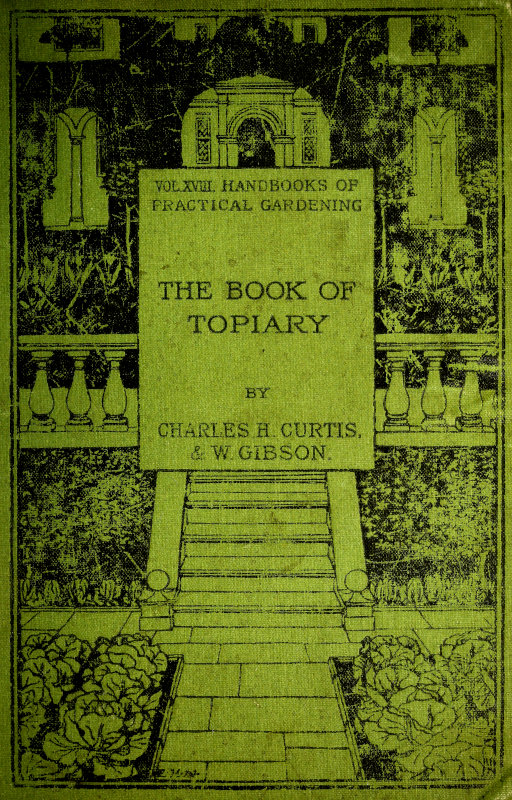 VOL.XVIII. HANDBOOKS OF
PRACTICAL GARDENING
THE BOOK OF
TOPIARY
BY
CHARLES H. CURTIS,
& W. GIBSON.